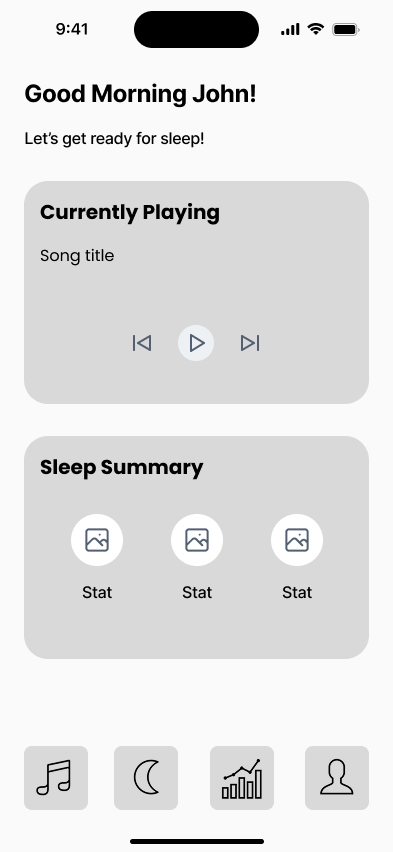 9:41
Good Morning John!
Let’s get ready for sleep!
Currently Playing
Song title
Sleep Summary
Stat Stat Stat